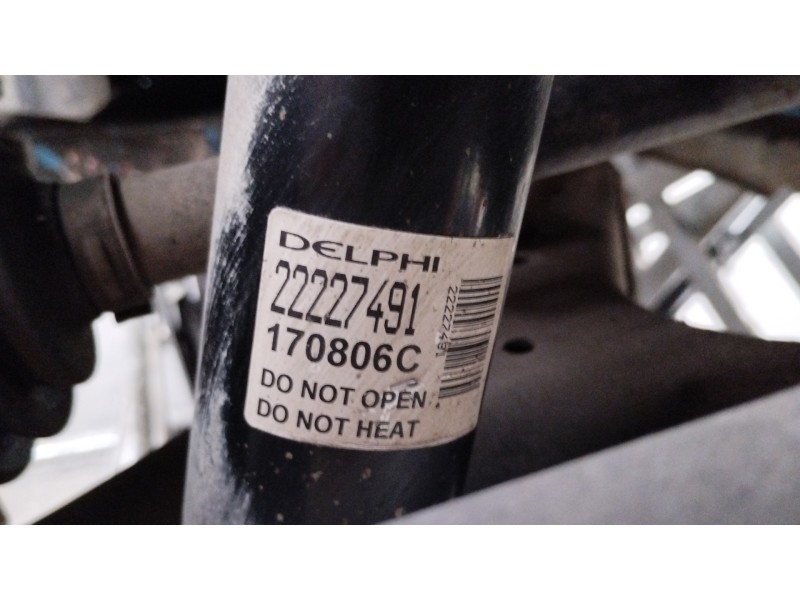 DELPHI
22227491
170806C
DO NOT OPEN
DO NOT HEAT
22227491